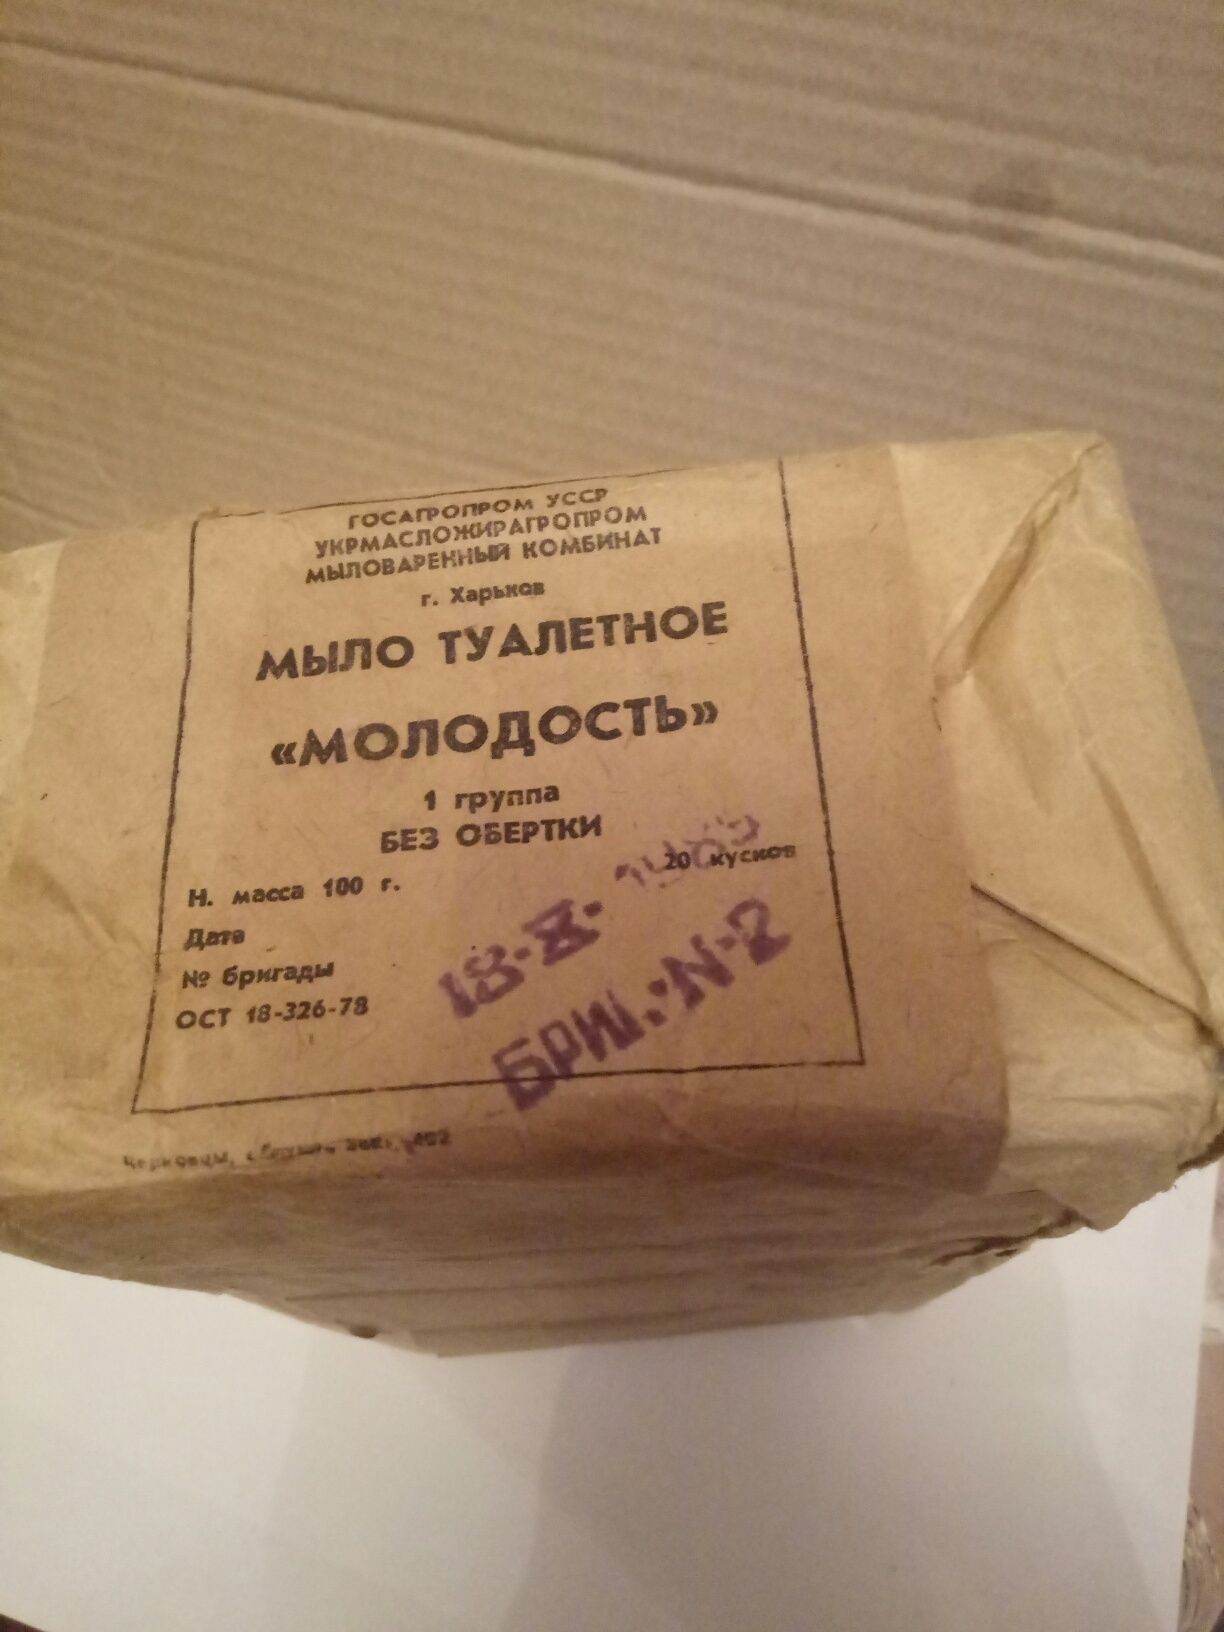 ГОСАГРОПРОМ УССР
УКРМАСЛОЖИРАГРОПРОМ
МЫЛОВАРЕННЫЙ КОМБИНАТ
г. Харьков
МЫЛО ТУАЛЕТНОЕ
«МОЛОДОСТЬ»
1 группа
БЕЗ ОБЕРТКИ
Н. масса 100 г. 20 кусков
Дата
№ бригады
ОСТ 18-326-78
БРИГ. N-2